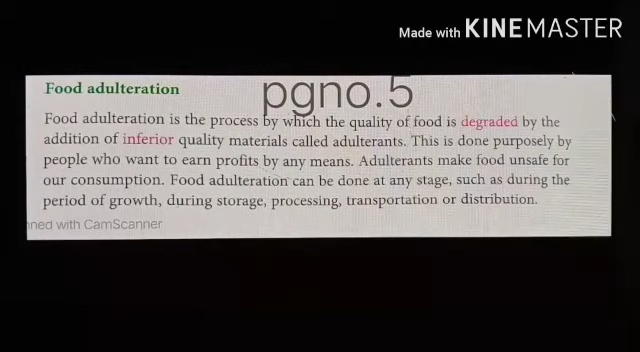 Made with KINEMASTER
Food adulteration
pgno.5
Food adulteration is the process by which the quality of food is degraded by the
addition of inferior quality materials called adulterants. This is done purposely by
people who want to earn profits by any means. Adulterants make food unsafe for
our consumption. Food adulteration can be done at any stage, such as during the
period of growth, during storage, processing, transportation or distribution.
with CamScanner